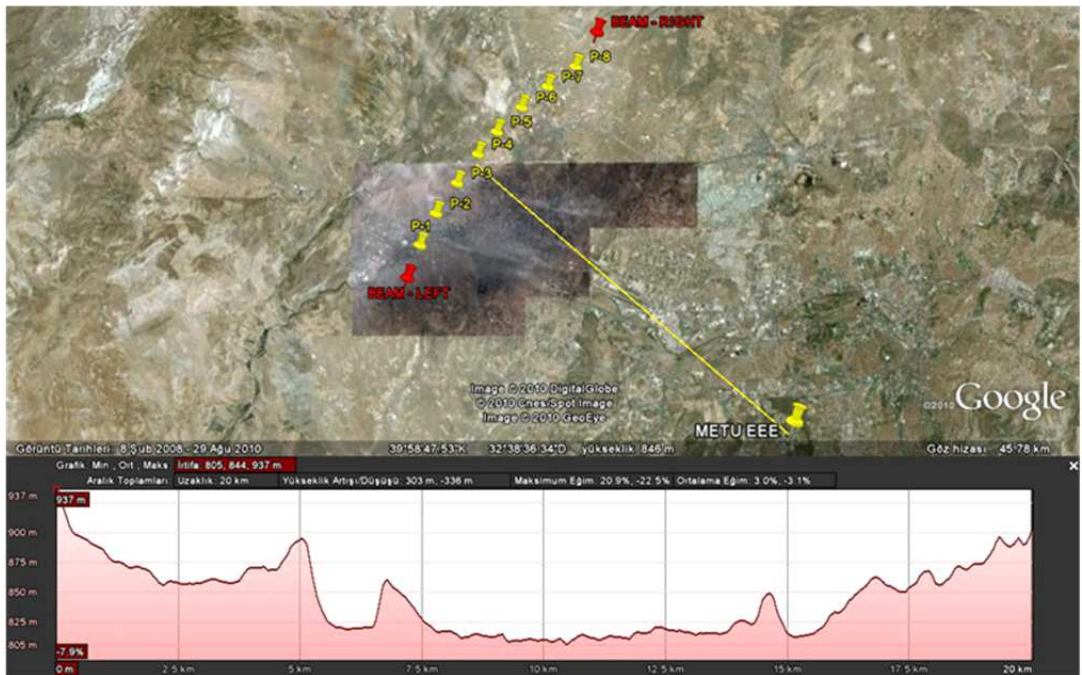 BEAM - RIGHT
P-8
P-7
P-6
P-5
P-4
P-3
P-2
P-1
BEAM - LEFT
Image © 2010 DigitalGlobe
© 2010 Cnes/Spot Image
Image © 2010 GeoEye
©2010 Google
METU EEE
Görüntü Tarihleri: 8 Şub 2008 - 29 Ağu 2010 39°58'47.53"K 32°38'36.34"D yükseklik 846 m Göz hizası 45.78 km
Grafik: Min , Ort , Maks İrtifa: 805, 844, 937 m
Aralık Toplamları: Uzaklık: 20 km Yükseklik Artışı/Düşüşü: 303 m, -336 m Maksimum Eğim: 20.9%, -22.5% Ortalama Eğim: 3.0%, -3.1%
937 m 937 m
900 m
875 m
850 m
825 m
805 m -7.9%
0 m 2.5 km 5 km 7.5 km 10 km 12.5 km 15 km 17.5 km 20 km